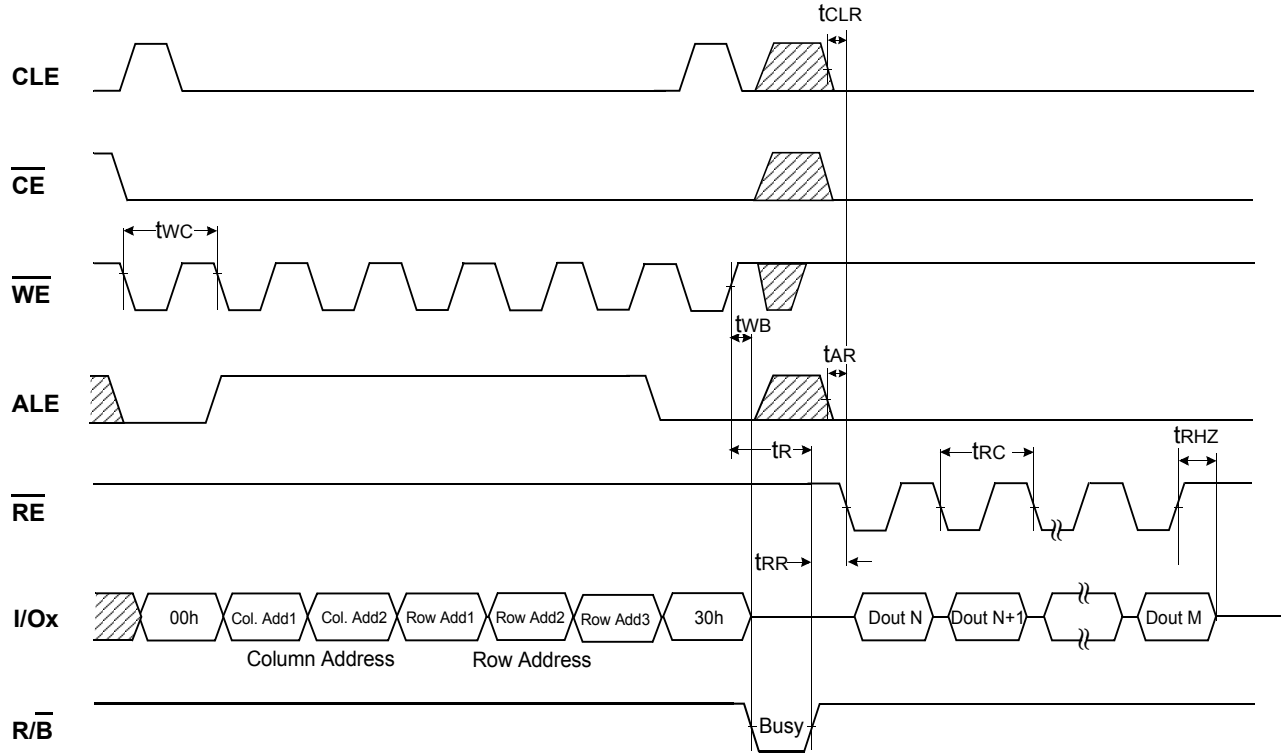 tCLR
CLE
CE
tWC
WE
tWB
tAR
ALE
tR
tRC
tRHZ
RE
tRR
I/Ox
00h
Col. Add1
Col. Add2
Row Add1
Row Add2
Row Add3
30h
Dout N
Dout N+1
Dout M
Column Address
Row Address
R/B
Busy